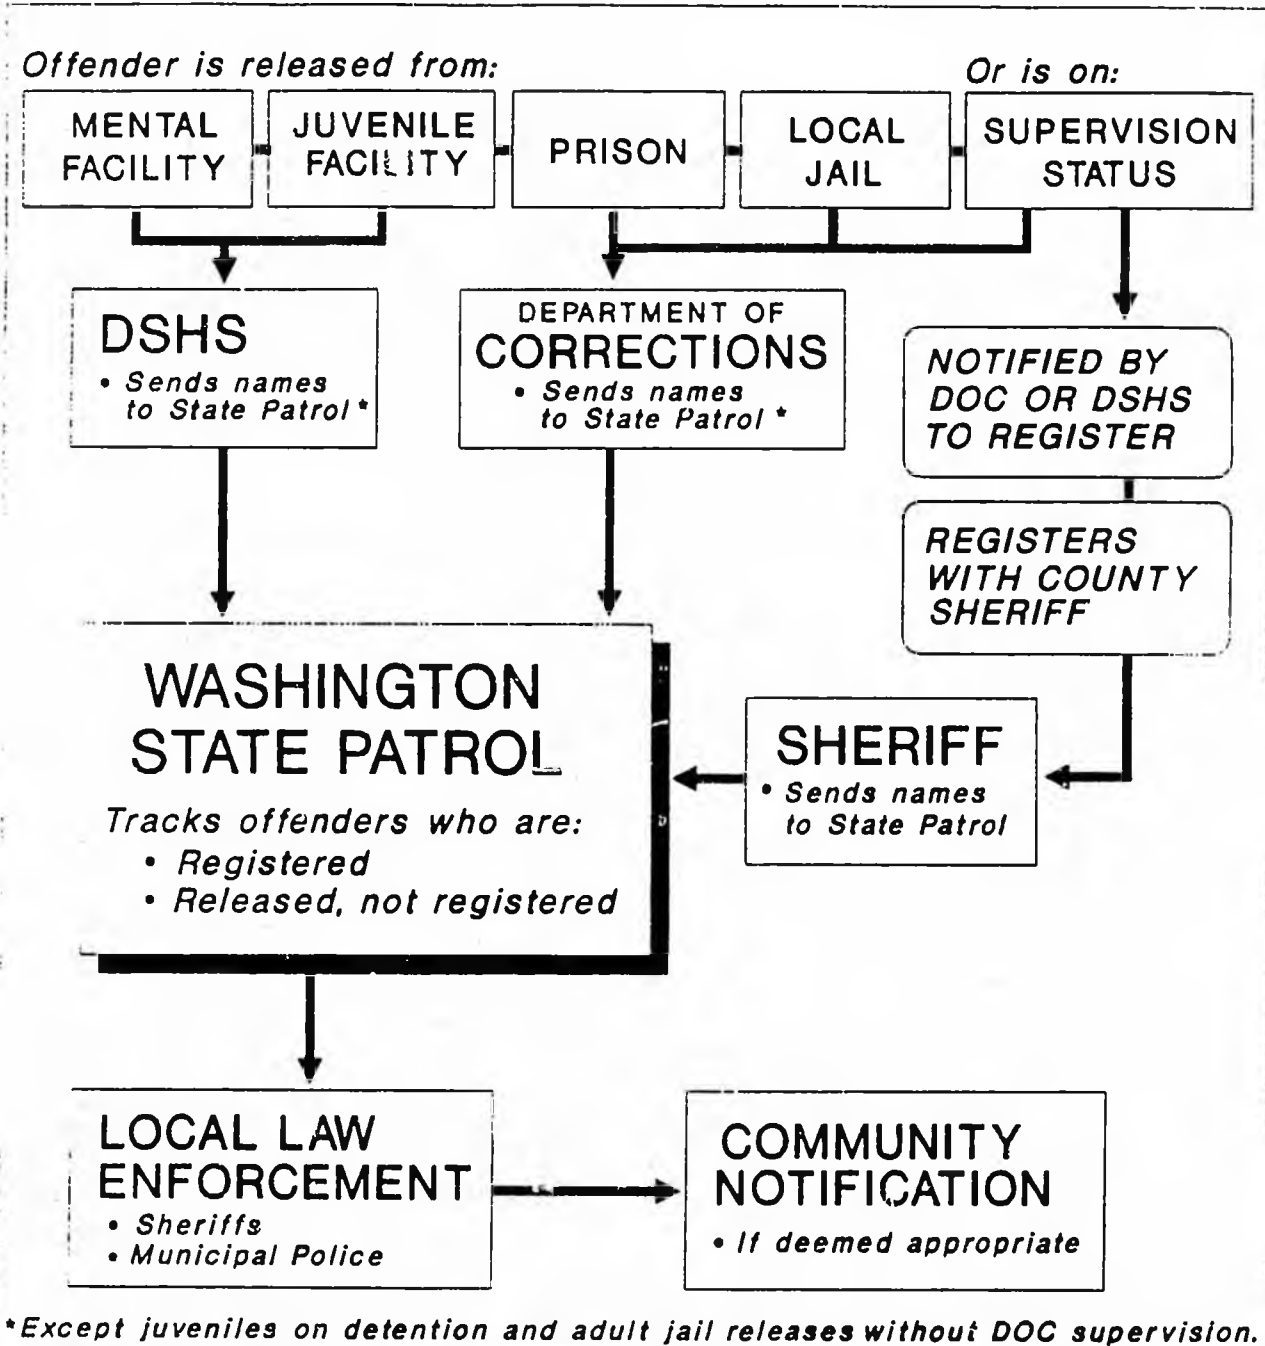 Offender is released from:
Or is on:
MENTAL
FACILITY
JUVENILE
FACILITY
PRISON
LOCAL
JAIL
SUPERVISION
STATUS
DSHS
• Sends names
to State Patrol*
DEPARTMENT OF
CORRECTIONS
• Sends names
to State Patrol*
NOTIFIED BY
DOC OR DSHS
TO REGISTER
REGISTERS
WITH COUNTY
SHERIFF
WASHINGTON
STATE PATROL
Tracks offenders who are:
• Registered
• Released, not registered
SHERIFF
• Sends names
to State Patrol
LOCAL LAW
ENFORCEMENT
• Sheriffs
• Municipal Police
COMMUNITY
NOTIFICATION
• If deemed appropriate
*Except juveniles on detention and adult jail releases without DOC supervision.